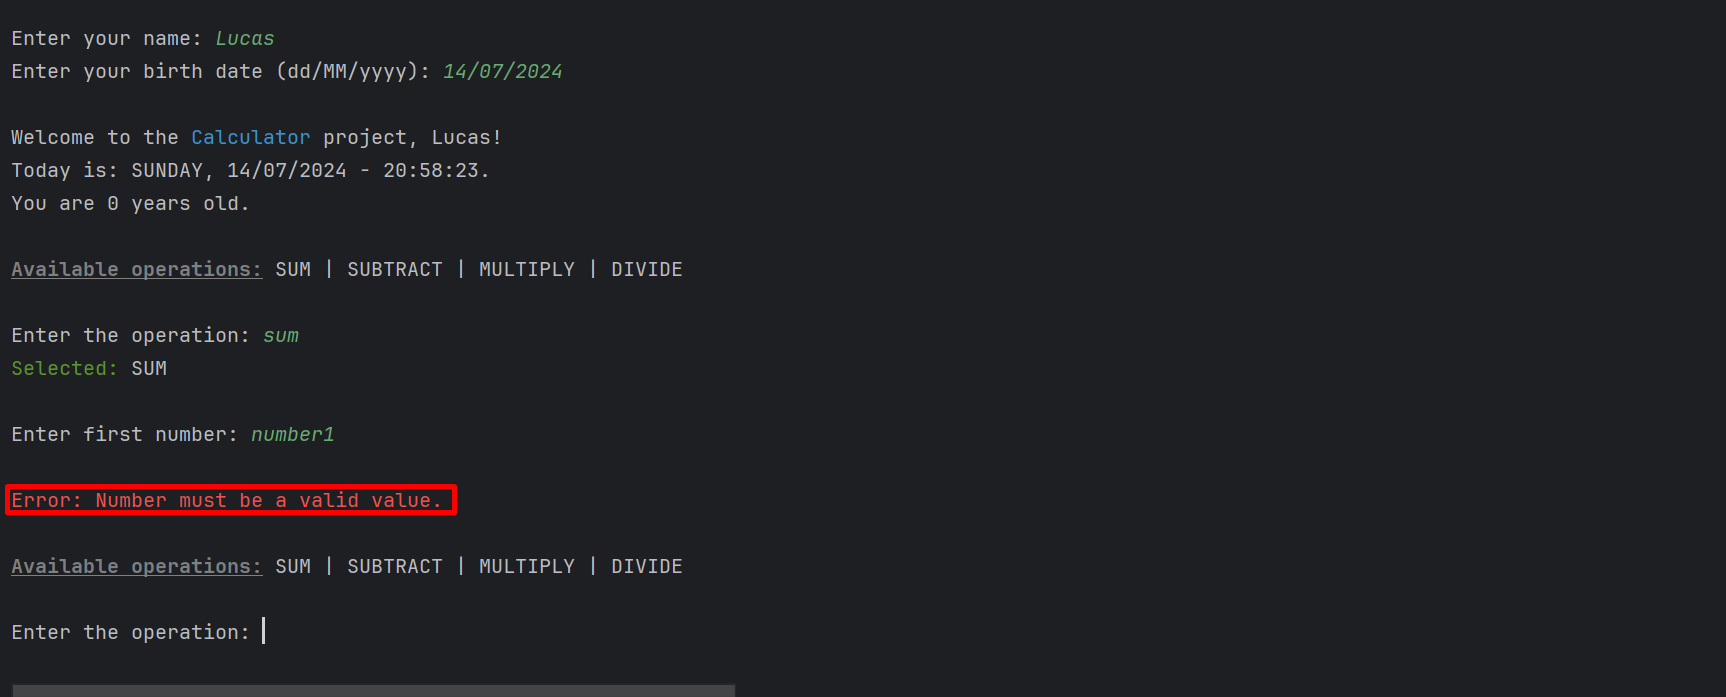 Enter your name: Lucas
Enter your birth date (dd/MM/yyyy): 14/07/2024
Welcome to the Calculator project, Lucas!
Today is: SUNDAY, 14/07/2024 - 20:58:23.
You are 0 years old.
Available operations: SUM | SUBTRACT | MULTIPLY | DIVIDE
Enter the operation: sum
Selected: SUM
Enter first number: number1
Error: Number must be a valid value.
Available operations: SUM | SUBTRACT | MULTIPLY | DIVIDE
Enter the operation: